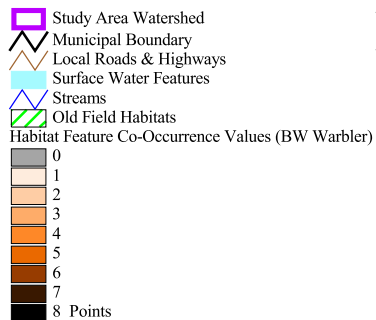 Study Area Watershed
Municipal Boundary
Local Roads & Highways
Surface Water Features
Streams
Old Field Habitats
Habitat Feature Co-Occurrence Values (BW Warbler)
0
1
2
3
4
5
6
7
8 Points